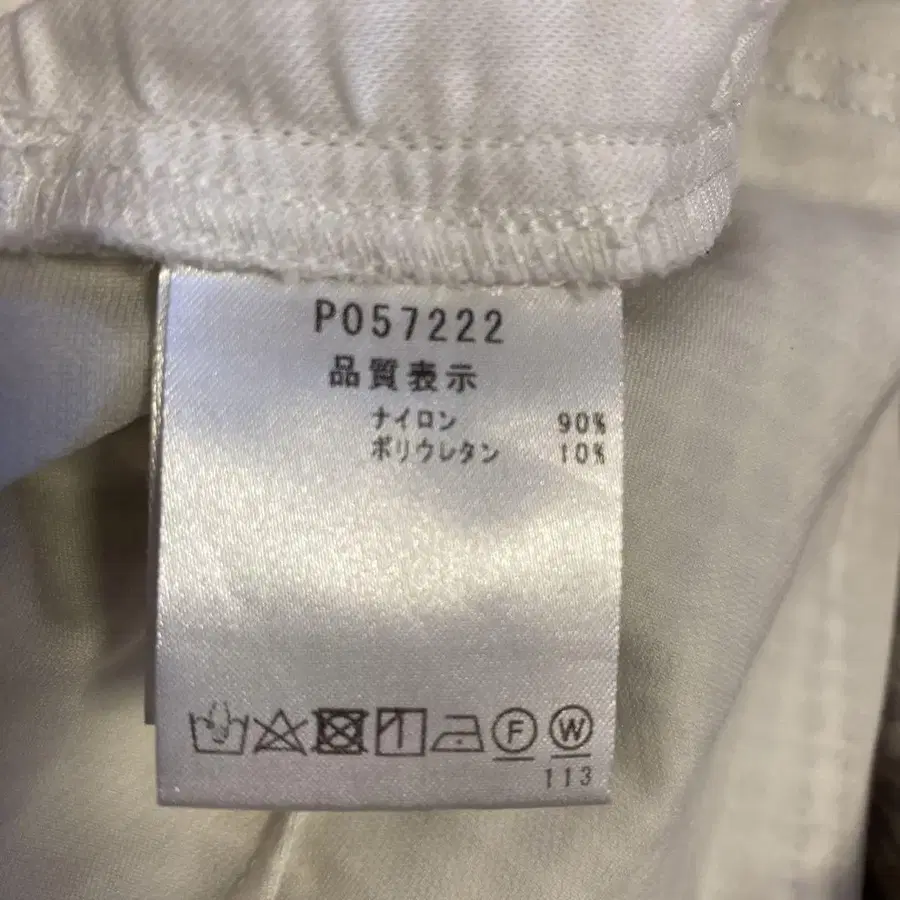 P057222
品質表示
ナイロン 90%
ポリウレタン 10%
F W
113